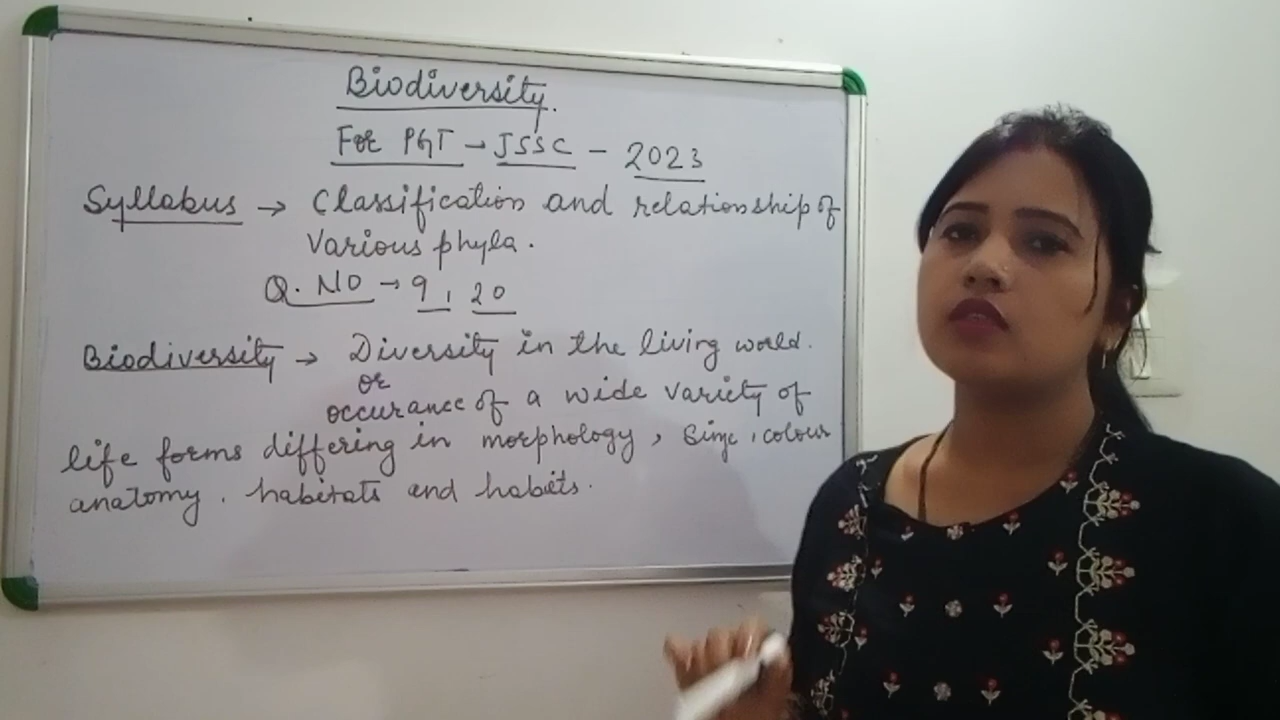 Biodiversity.
For PGT → JSSC - 2023
Syllabus → Classification and relationship of
Various phyla.
Q. NO → 9, 20
Biodiversity → Diversity in the living world.
or
occurance of a wide variety of
life forms differing in morphology, Size, colour
anatomy, habitats and habits.